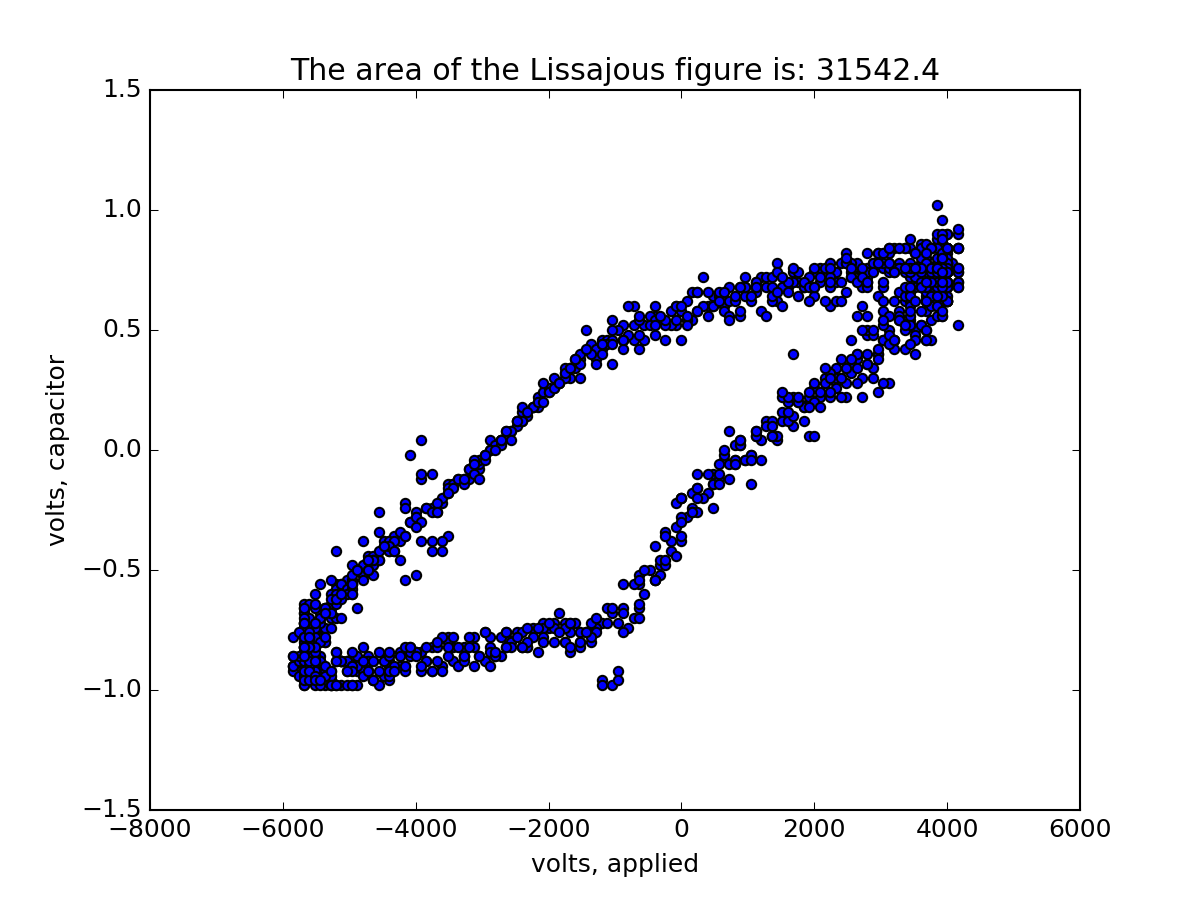 The area of the Lissajous figure is: 31542.4
1.5
1.0
0.5
0.0
−0.5
−1.0
−1.5
volts, capacitor
−8000 −6000 −4000 −2000 0 2000 4000 6000
volts, applied